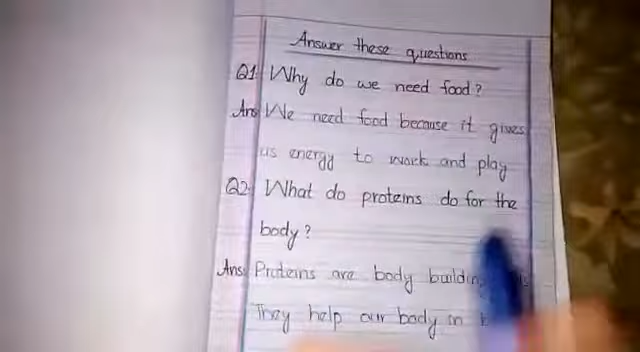 Answer these questions
Q1 Why do we need food?
Ans We need food because it gives
us energy to work and play
Q2 What do proteins do for the
body?
Ans: Proteins are body building
They help our body in